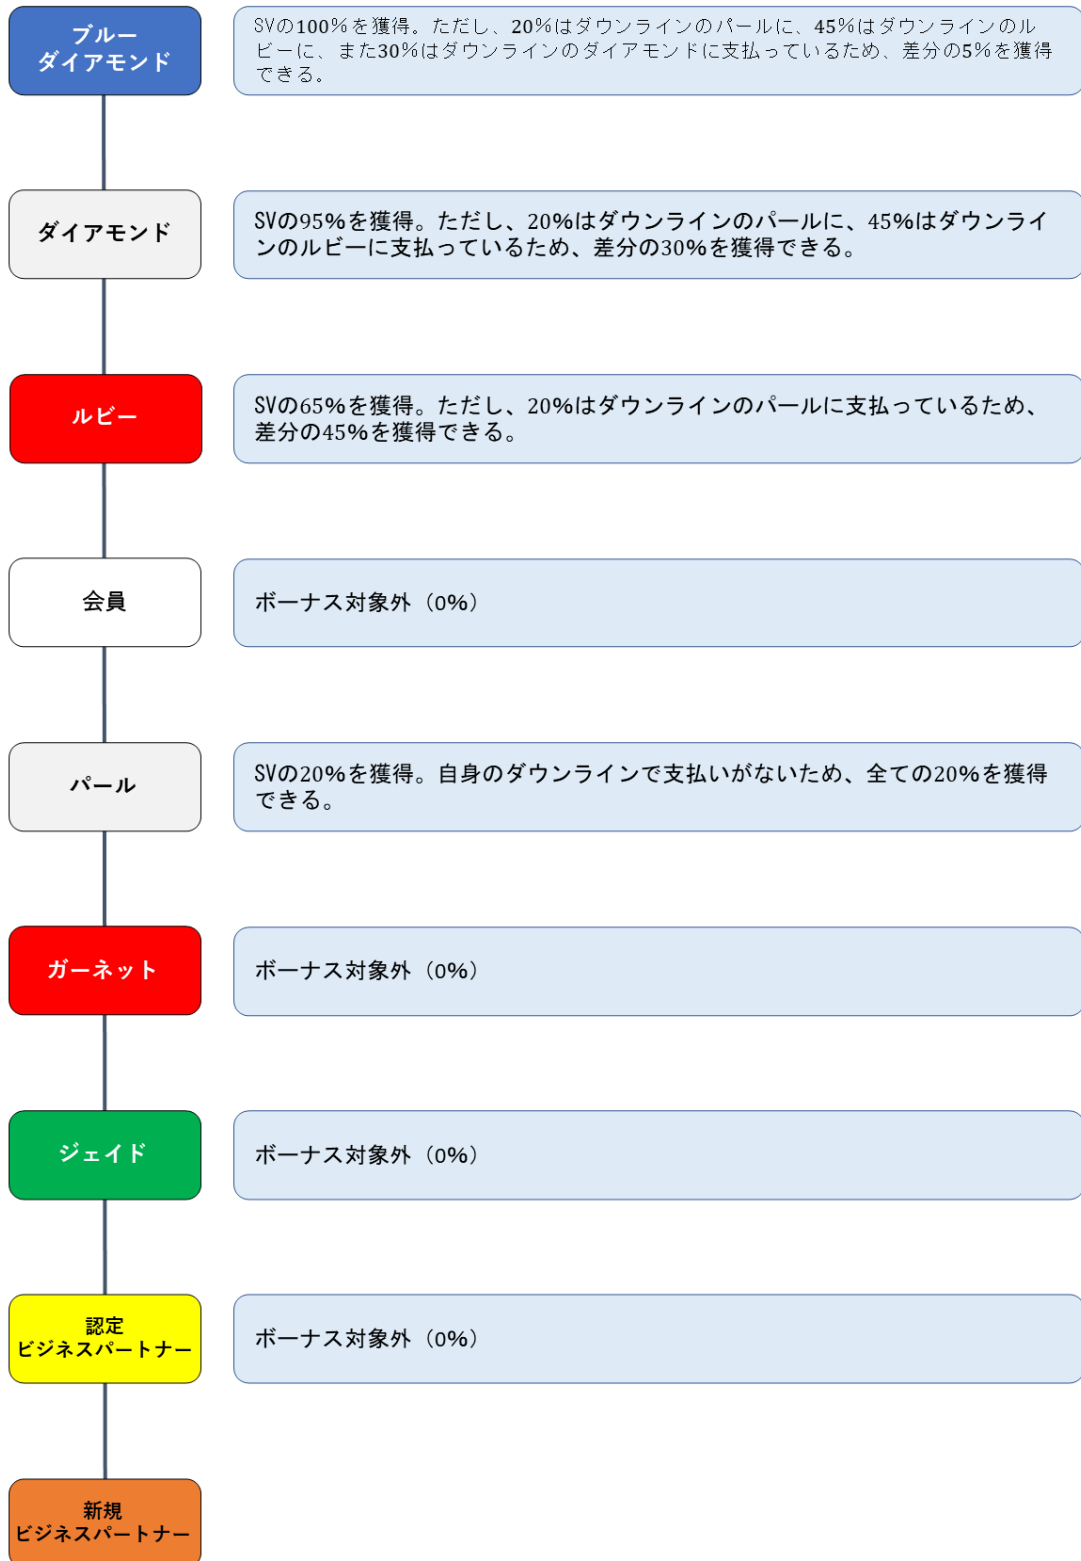 ブルー
ダイアモンド
SVの100%を獲得。ただし、20%はダウンラインのパールに、45%はダウンラインのル
ビーに、また30%はダウンラインのダイアモンドに支払っているため、差分の5%を獲得
できる。
ダイアモンド
SVの95%を獲得。ただし、20%はダウンラインのパールに、45%はダウンライ
ンのルビーに支払っているため、差分の30%を獲得できる。
ルビー
SVの65%を獲得。ただし、20%はダウンラインのパールに支払っているため、
差分の45%を獲得できる。
会員
ボーナス対象外（0%）
パール
SVの20%を獲得。自身のダウンラインで支払いがないため、全ての20%を獲得
できる。
ガーネット
ボーナス対象外（0%）
ジェイド
ボーナス対象外（0%）
認定
ビジネスパートナー
ボーナス対象外（0%）
新規
ビジネスパートナー